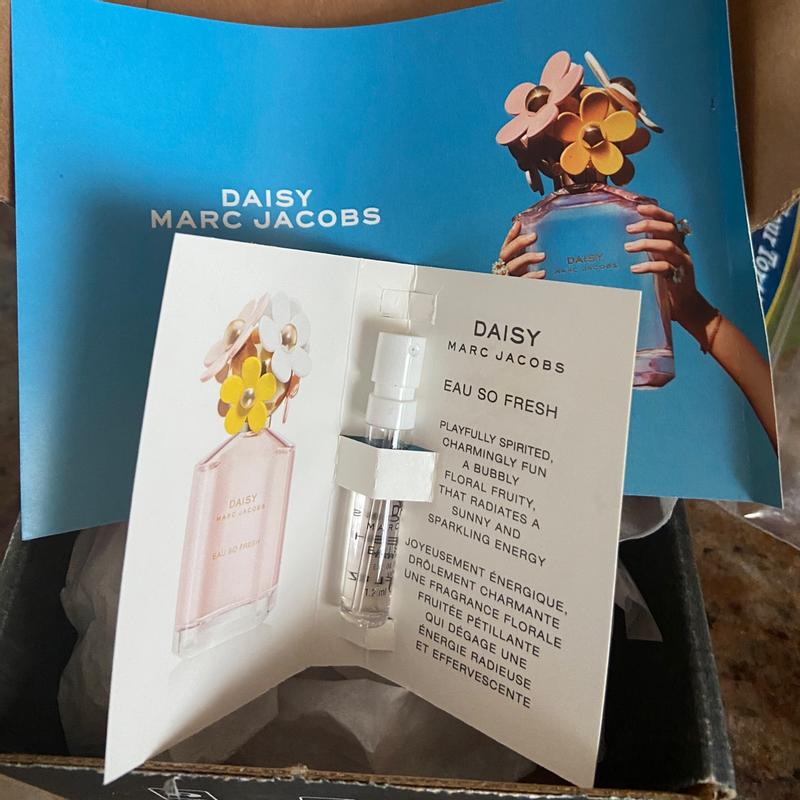 DAISY
MARC JACOBS
DAISY
MARC JACOBS
DAISY
MARC JACOBS
EAU SO FRESH
DAISY
MARC JACOBS
EAU SO FRESH
PLAYFULLY SPIRITED,
CHARMINGLY FUN
A BUBBLY
FLORAL FRUITY,
THAT RADIATES A
SUNNY AND
SPARKLING ENERGY
JOYEUSEMENT ÉNERGIQUE,
DRÔLEMENT CHARMANTE
UNE FRAGRANCE FLORALE
FRUITÉE PÉTILLANTE
QUI DÉGAGE UNE
ÉNERGIE RADIEUSE
ET EFFERVESCENTE